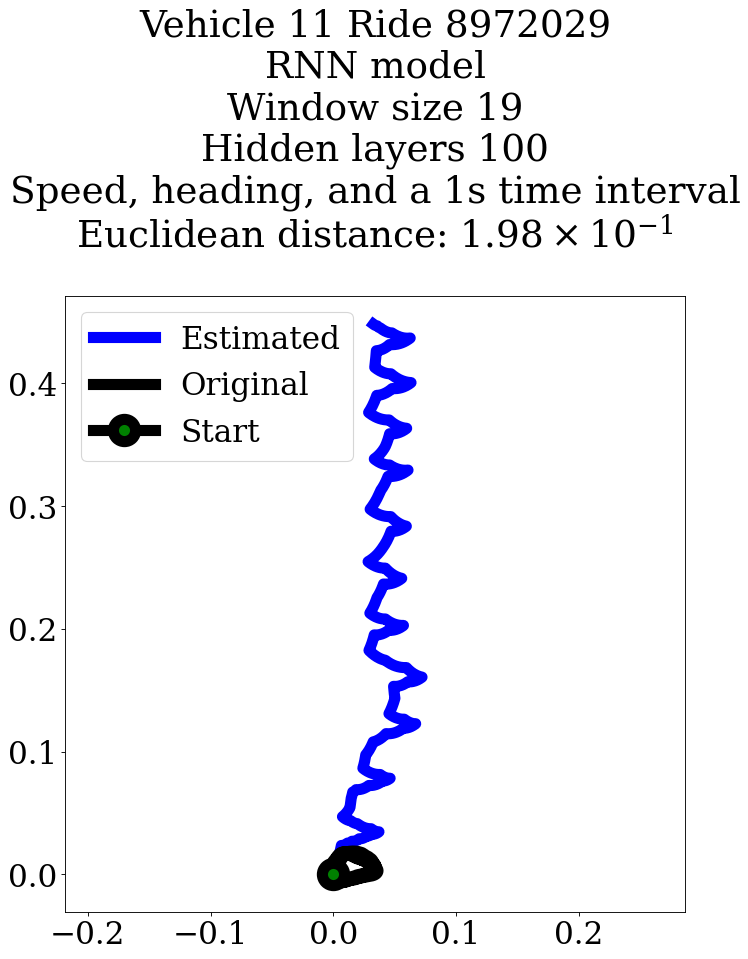 Vehicle 11 Ride 8972029
RNN model
Window size 19
Hidden layers 100
Speed, heading, and a 1s time interval
Euclidean distance: 1.98 × 10⁻¹
Estimated
Original
Start
0.4
0.3
0.2
0.1
0.0
−0.2 −0.1 0.0 0.1 0.2